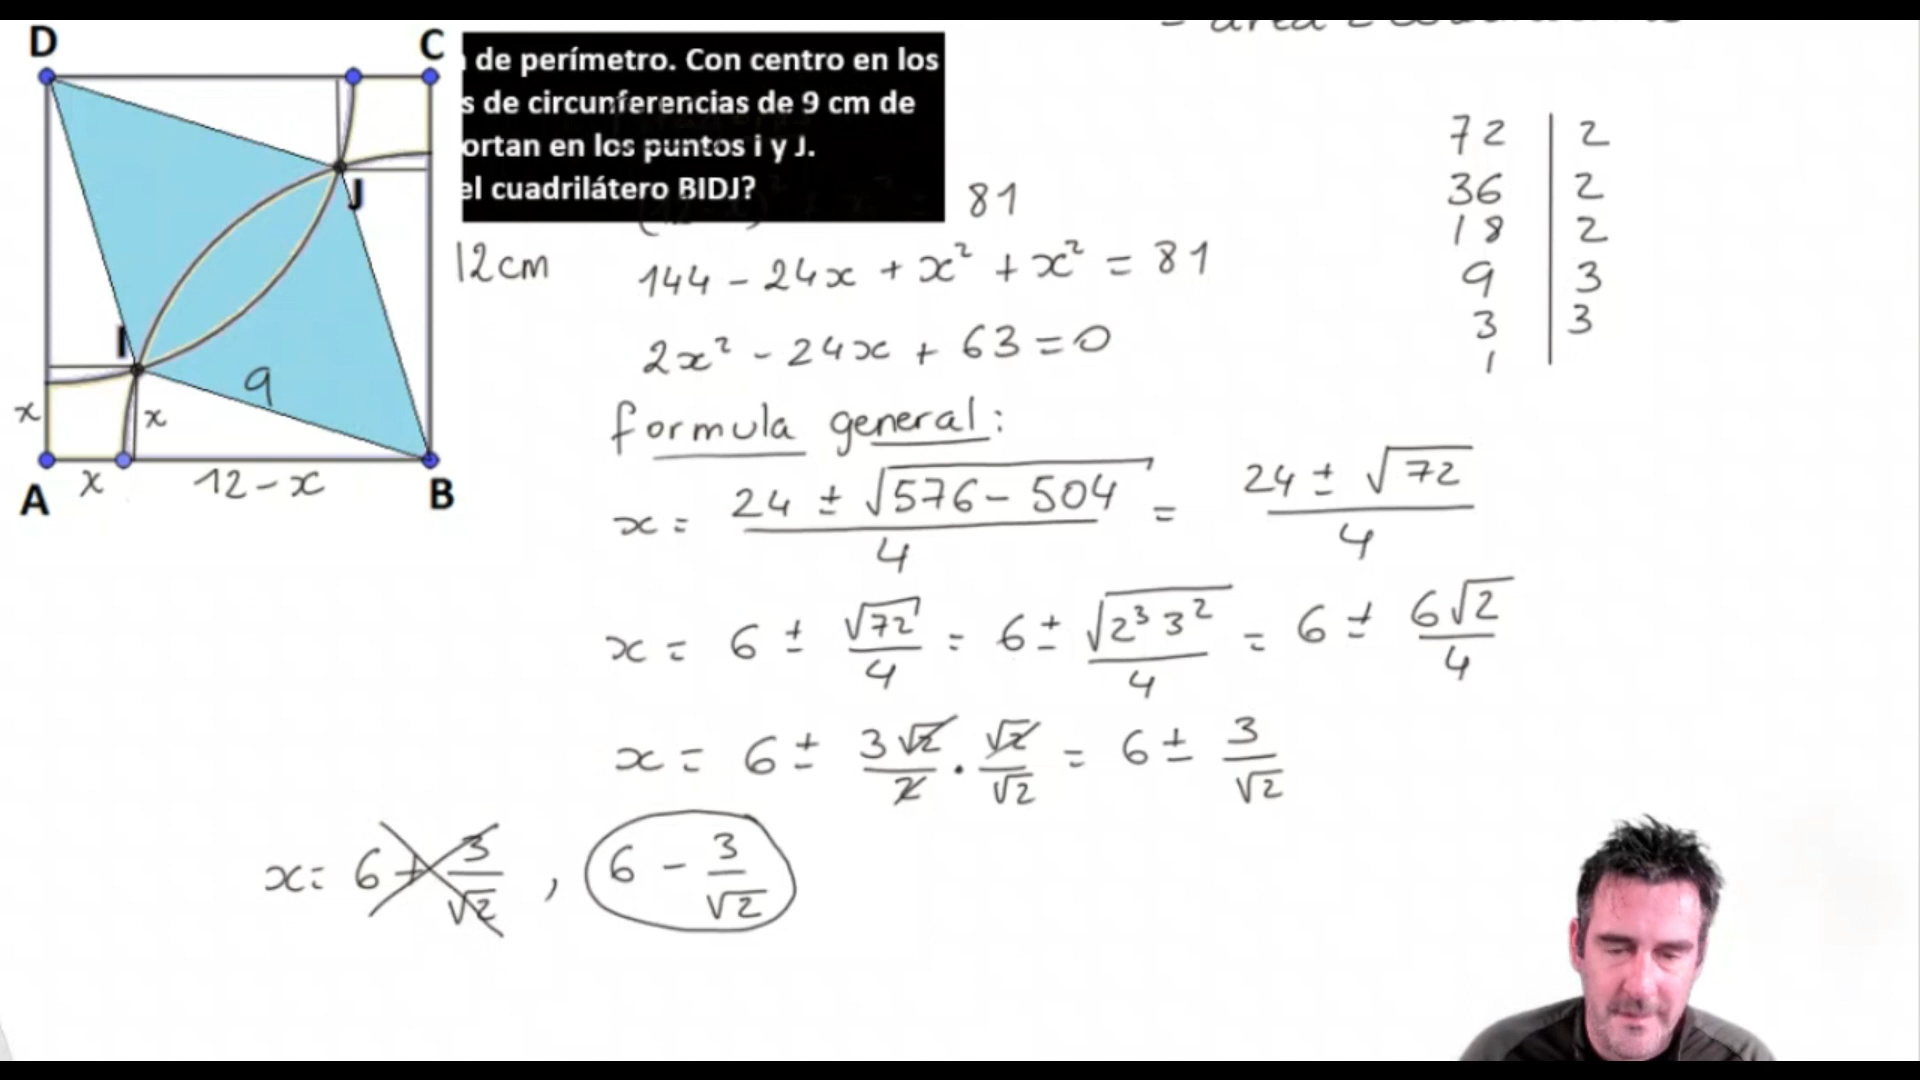 D C
de perímetro. Con centro en los
s de circunferencias de 9 cm de
ortan en los puntos i y J.
el cuadrilátero BIDJ?
J
I
9
x x
A x 12-x B
12cm
81
144 - 24x + x² + x² = 81
2x² - 24x + 63 = 0
formula general:
x = (24 ± √(576 - 504))/4 = (24 ± √72)/4
x = 6 ± √72/4 = 6 ± √(2³3²)/4 = 6 ± 6√2/4
x = 6 ± 3√2/2 · √2/√2 = 6 ± 3/√2
x = 6 + 3/√2 , 6 - 3/√2
72 | 2
36 | 2
18 | 2
9 | 3
3 | 3
1